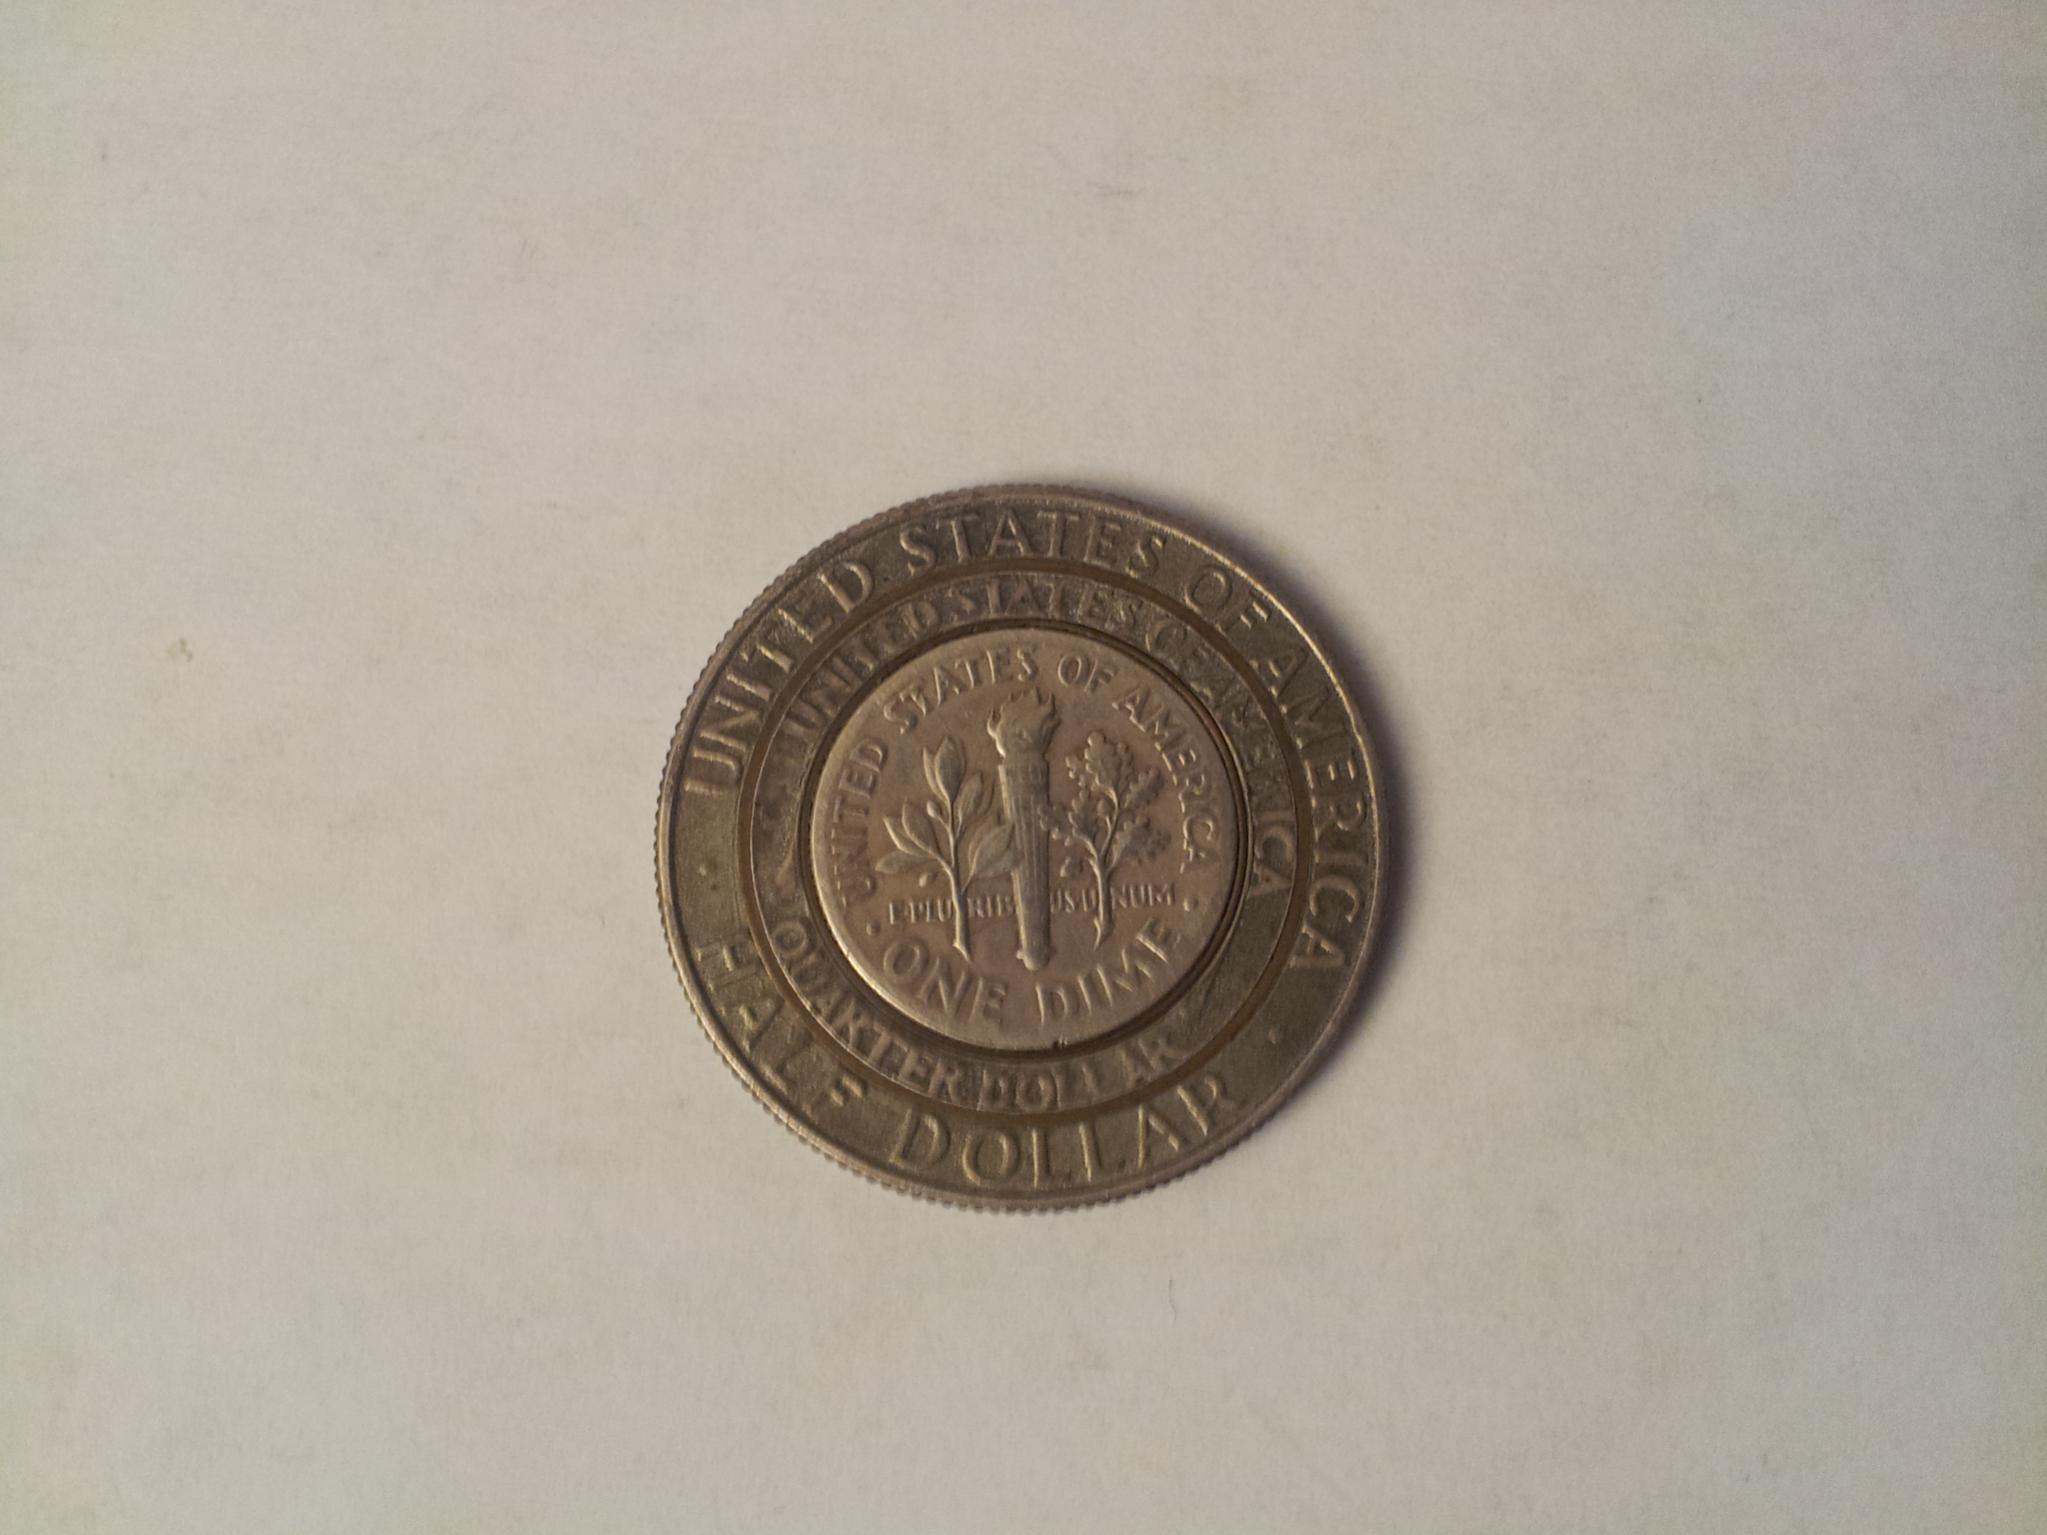 UNITED STATES OF AMERICA
HALF DOLLAR
UNITED STATES OF AMERICA
QUARTER DOLLAR
UNITED STATES OF AMERICA
E PLURIBUS UNUM
ONE DIME